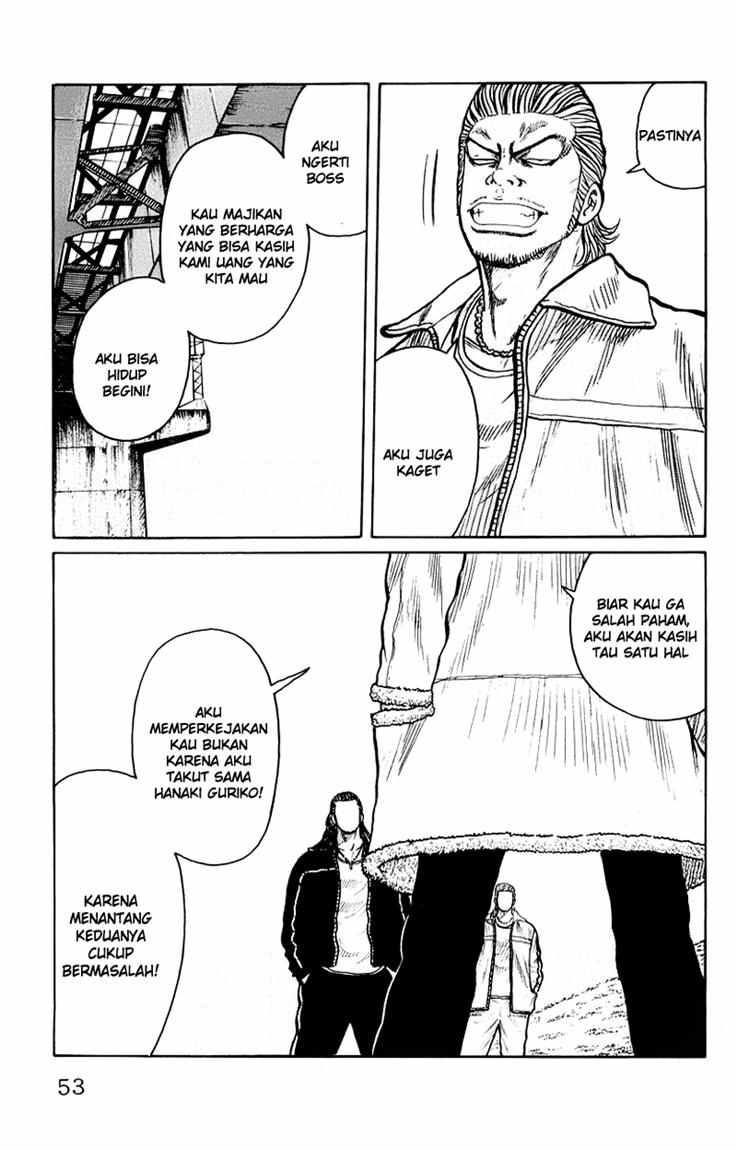 PASTINYA
AKU JUGA
KAGET
AKU
NGERTI
BOSS
KAU MAJIKAN
YANG BERHARGA
YANG BISA KASIH
KAMI UANG YANG
KITA MAU
AKU BISA
HIDUP
BEGINI!
BIAR KAU GA
SALAH PAHAM,
AKU AKAN KASIH
TAU SATU HAL
AKU
MEMPERKEJAKAN
KAU BUKAN
KARENA AKU
TAKUT SAMA
HANAKI GURIKO!
KARENA
MENANTANG
KEDUANYA
CUKUP
BERMASALAH!
53